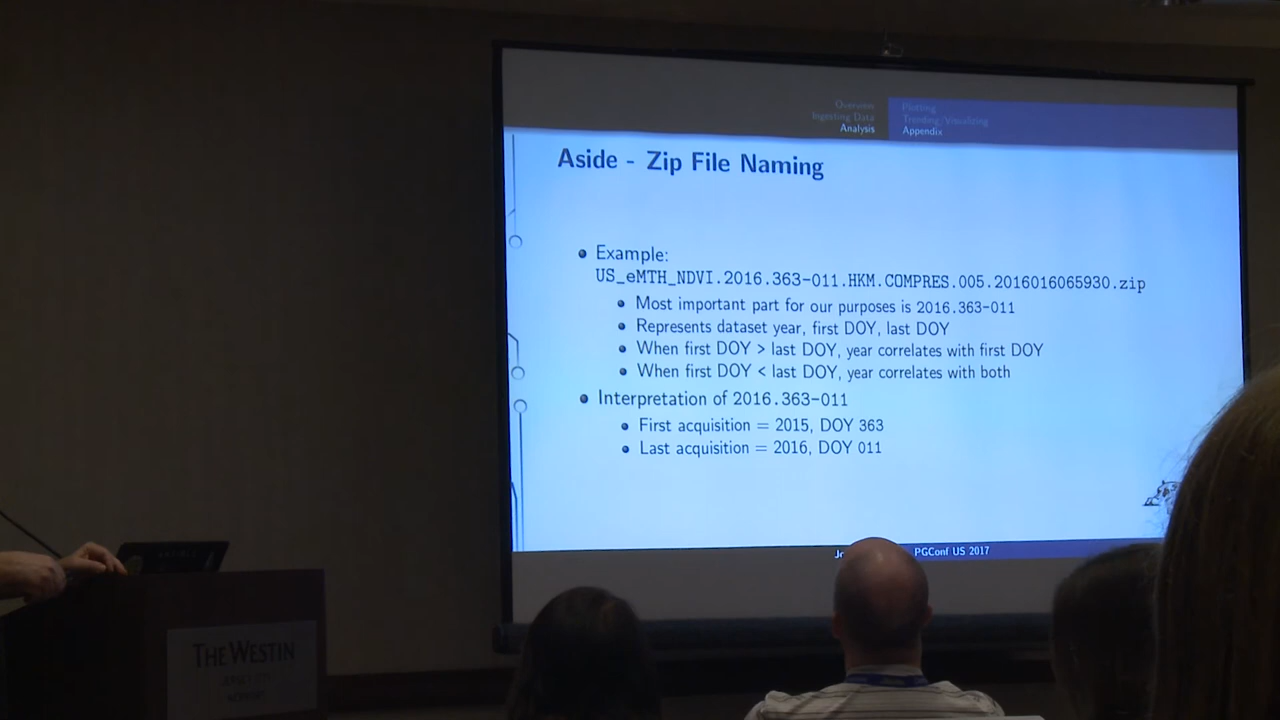 Overview
Ingesting Data
Analysis
Plotting
Trending/Visualizing
Appendix
Aside - Zip File Naming
Example:
US_eMTH_NDVI.2016.363-011.HKM.COMPRES.005.2016016065930.zip
Most important part for our purposes is 2016.363-011
Represents dataset year, first DOY, last DOY
When first DOY > last DOY, year correlates with first DOY
When first DOY < last DOY, year correlates with both
Interpretation of 2016.363-011
First acquisition = 2015, DOY 363
Last acquisition = 2016, DOY 011
PGConf US 2017
THE WESTIN